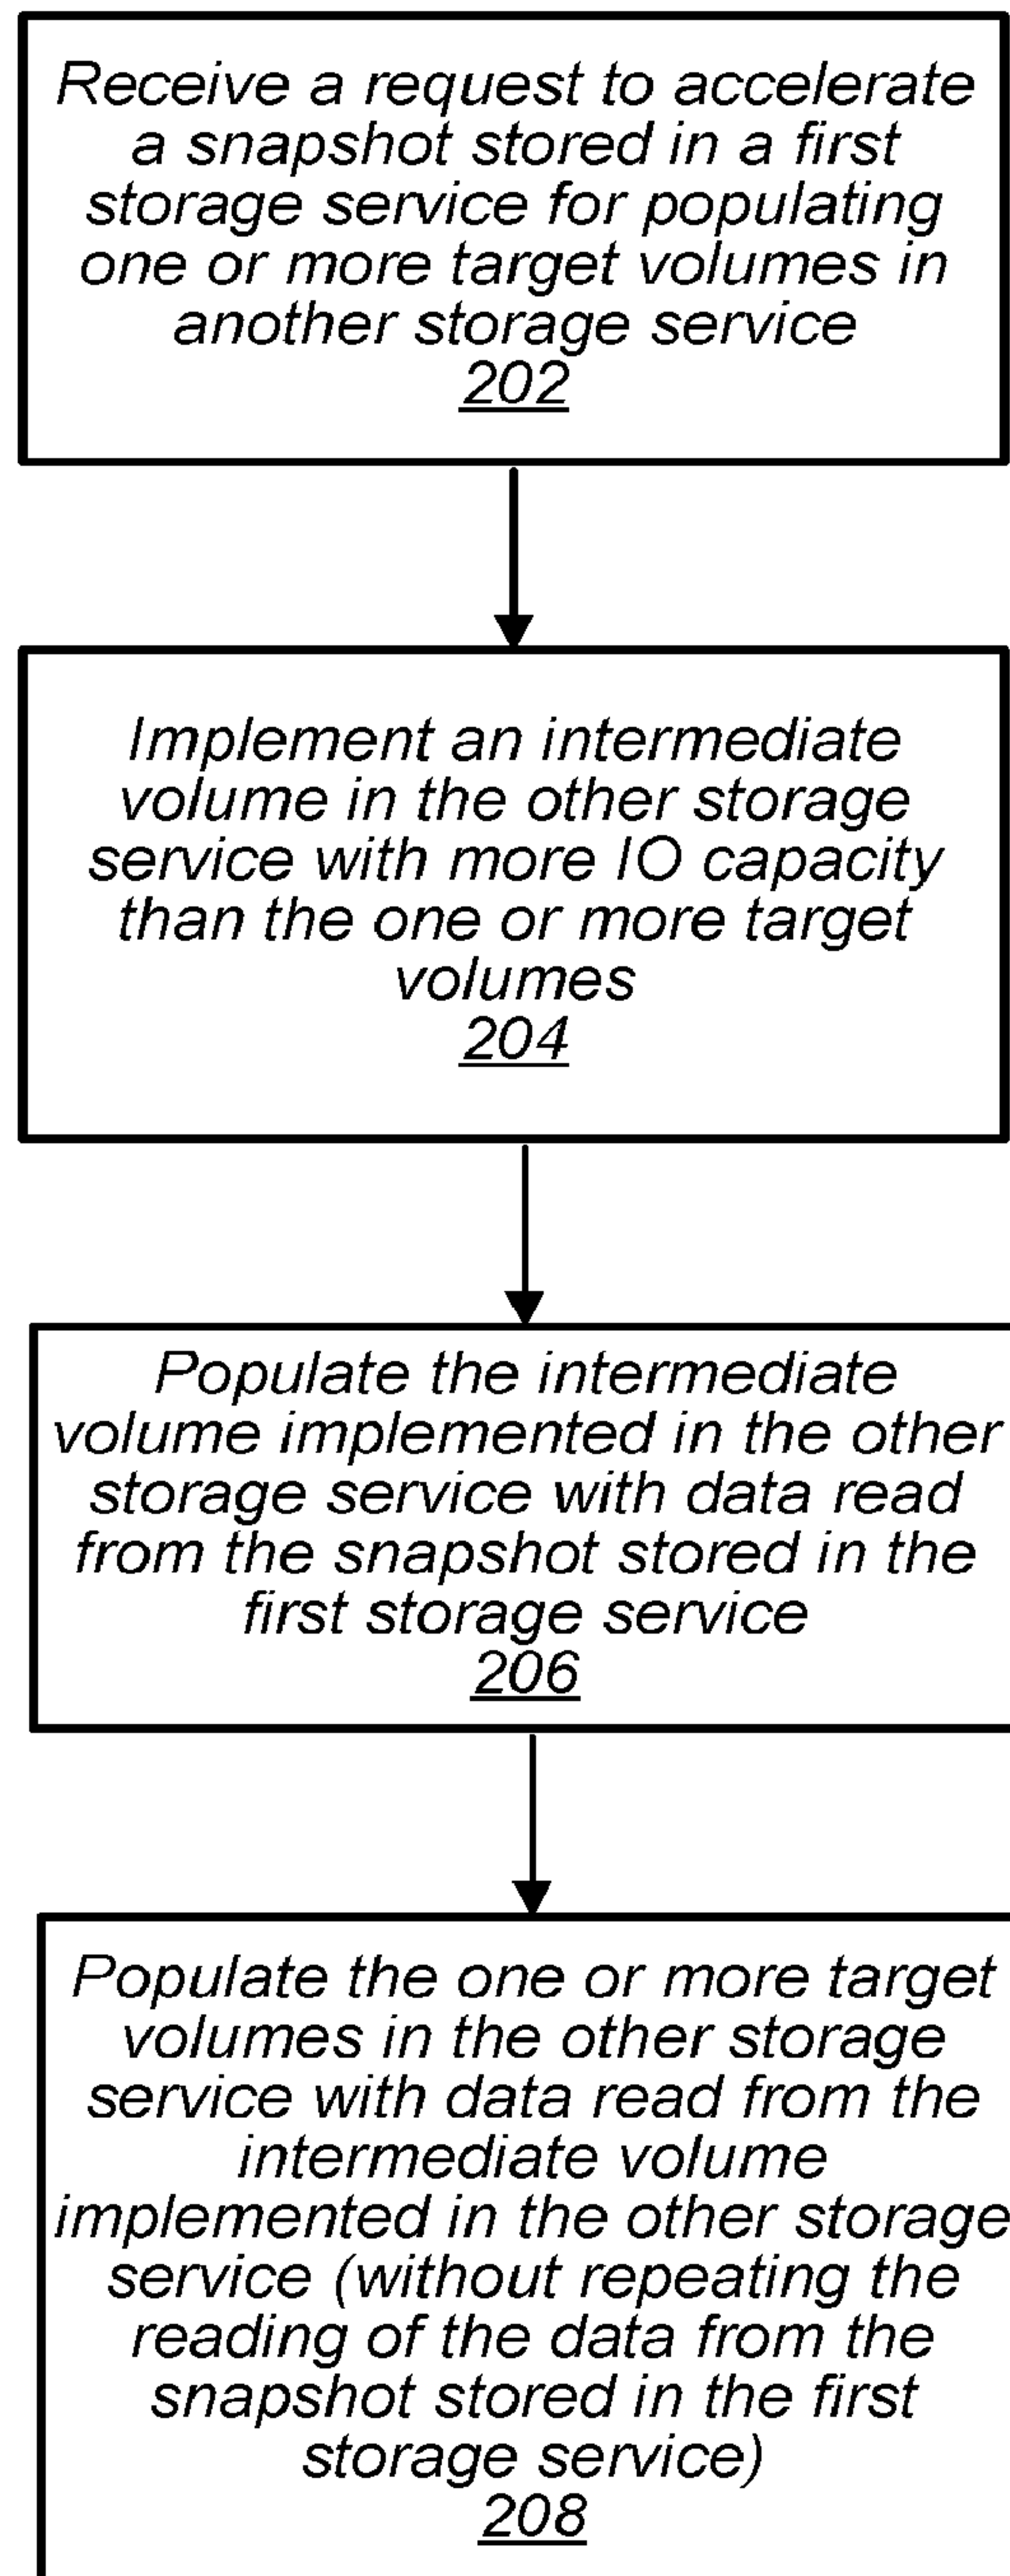 Receive a request to accelerate
a snapshot stored in a first
storage service for populating
one or more target volumes in
another storage service
202
Implement an intermediate
volume in the other storage
service with more IO capacity
than the one or more target
volumes
204
Populate the intermediate
volume implemented in the other
storage service with data read
from the snapshot stored in the
first storage service
206
Populate the one or more target
volumes in the other storage
service with data read from the
intermediate volume
implemented in the other storage
service (without repeating the
reading of the data from the
snapshot stored in the first
storage service)
208